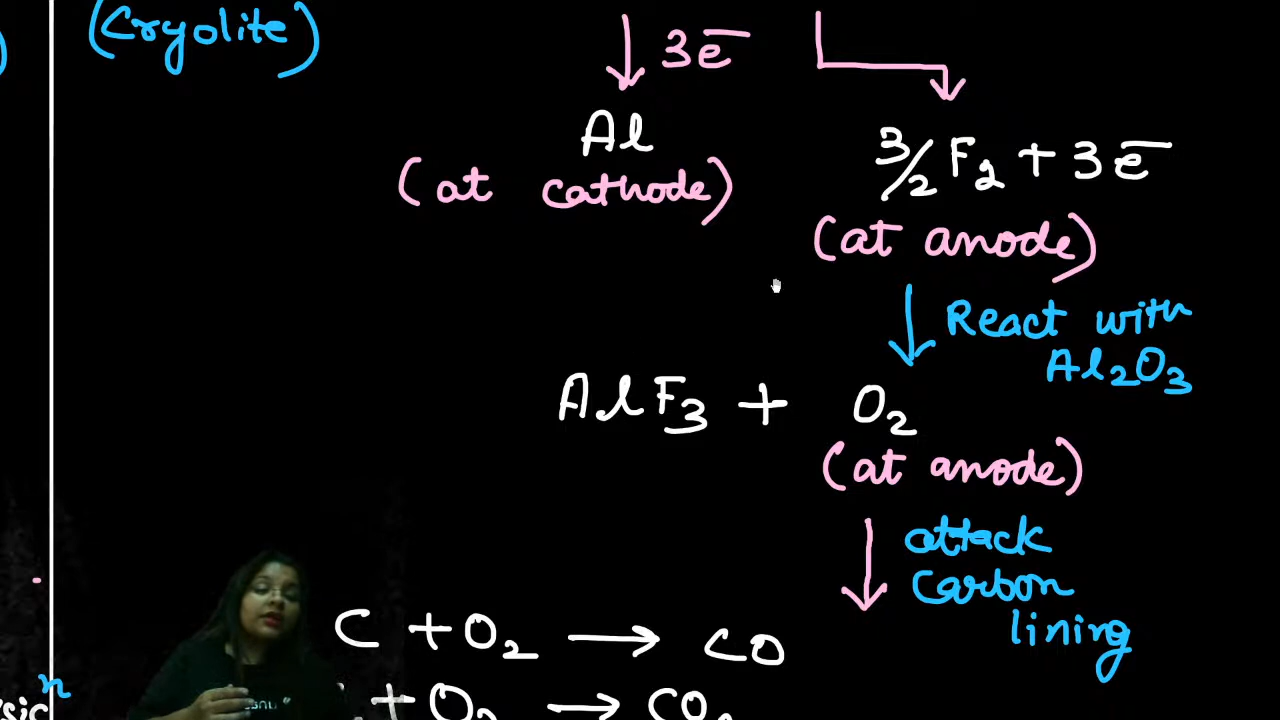 (Cryolite)
3e⁻
Al
(at cathode)
3/2 F₂ + 3e⁻
(at anode)
React with
Al₂O₃
AlF₃ + O₂
(at anode)
attack
Carbon
lining
C + O₂ → CO
+ O₂ → CO₂
n